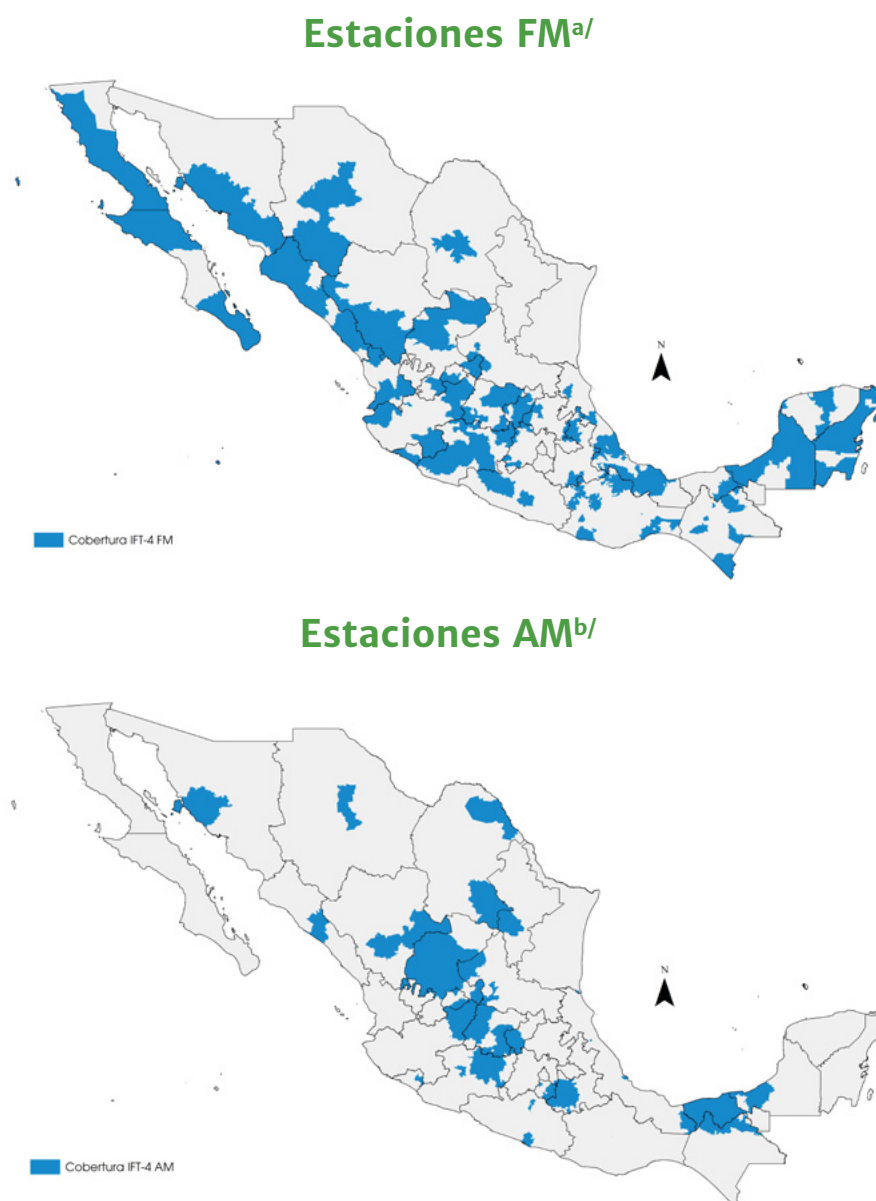 Estaciones FMa/
N
Cobertura IFT-4 FM
Estaciones AMb/
N
Cobertura IFT-4 AM